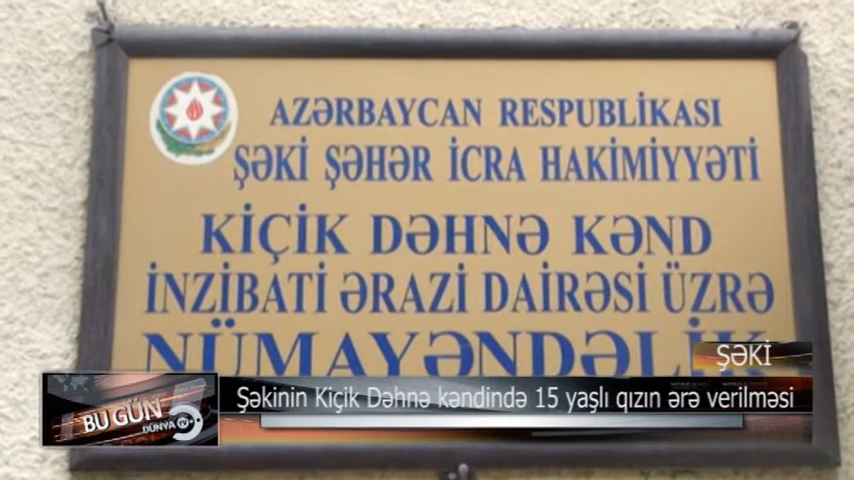 AZƏRBAYCAN RESPUBLİKASI
ŞƏKİ ŞƏHƏR İCRA HAKİMİYYƏTİ
KİÇİK DƏHNƏ KƏND
İNZİBATİ ƏRAZİ DAİRƏSİ ÜZRƏ
NÜMAYƏNDƏLİK
ŞƏKİ
Şəkinin Kiçik Dəhnə kəndində 15 yaşlı qızın ərə verilməsi
BU GÜN
DÜNYA TV